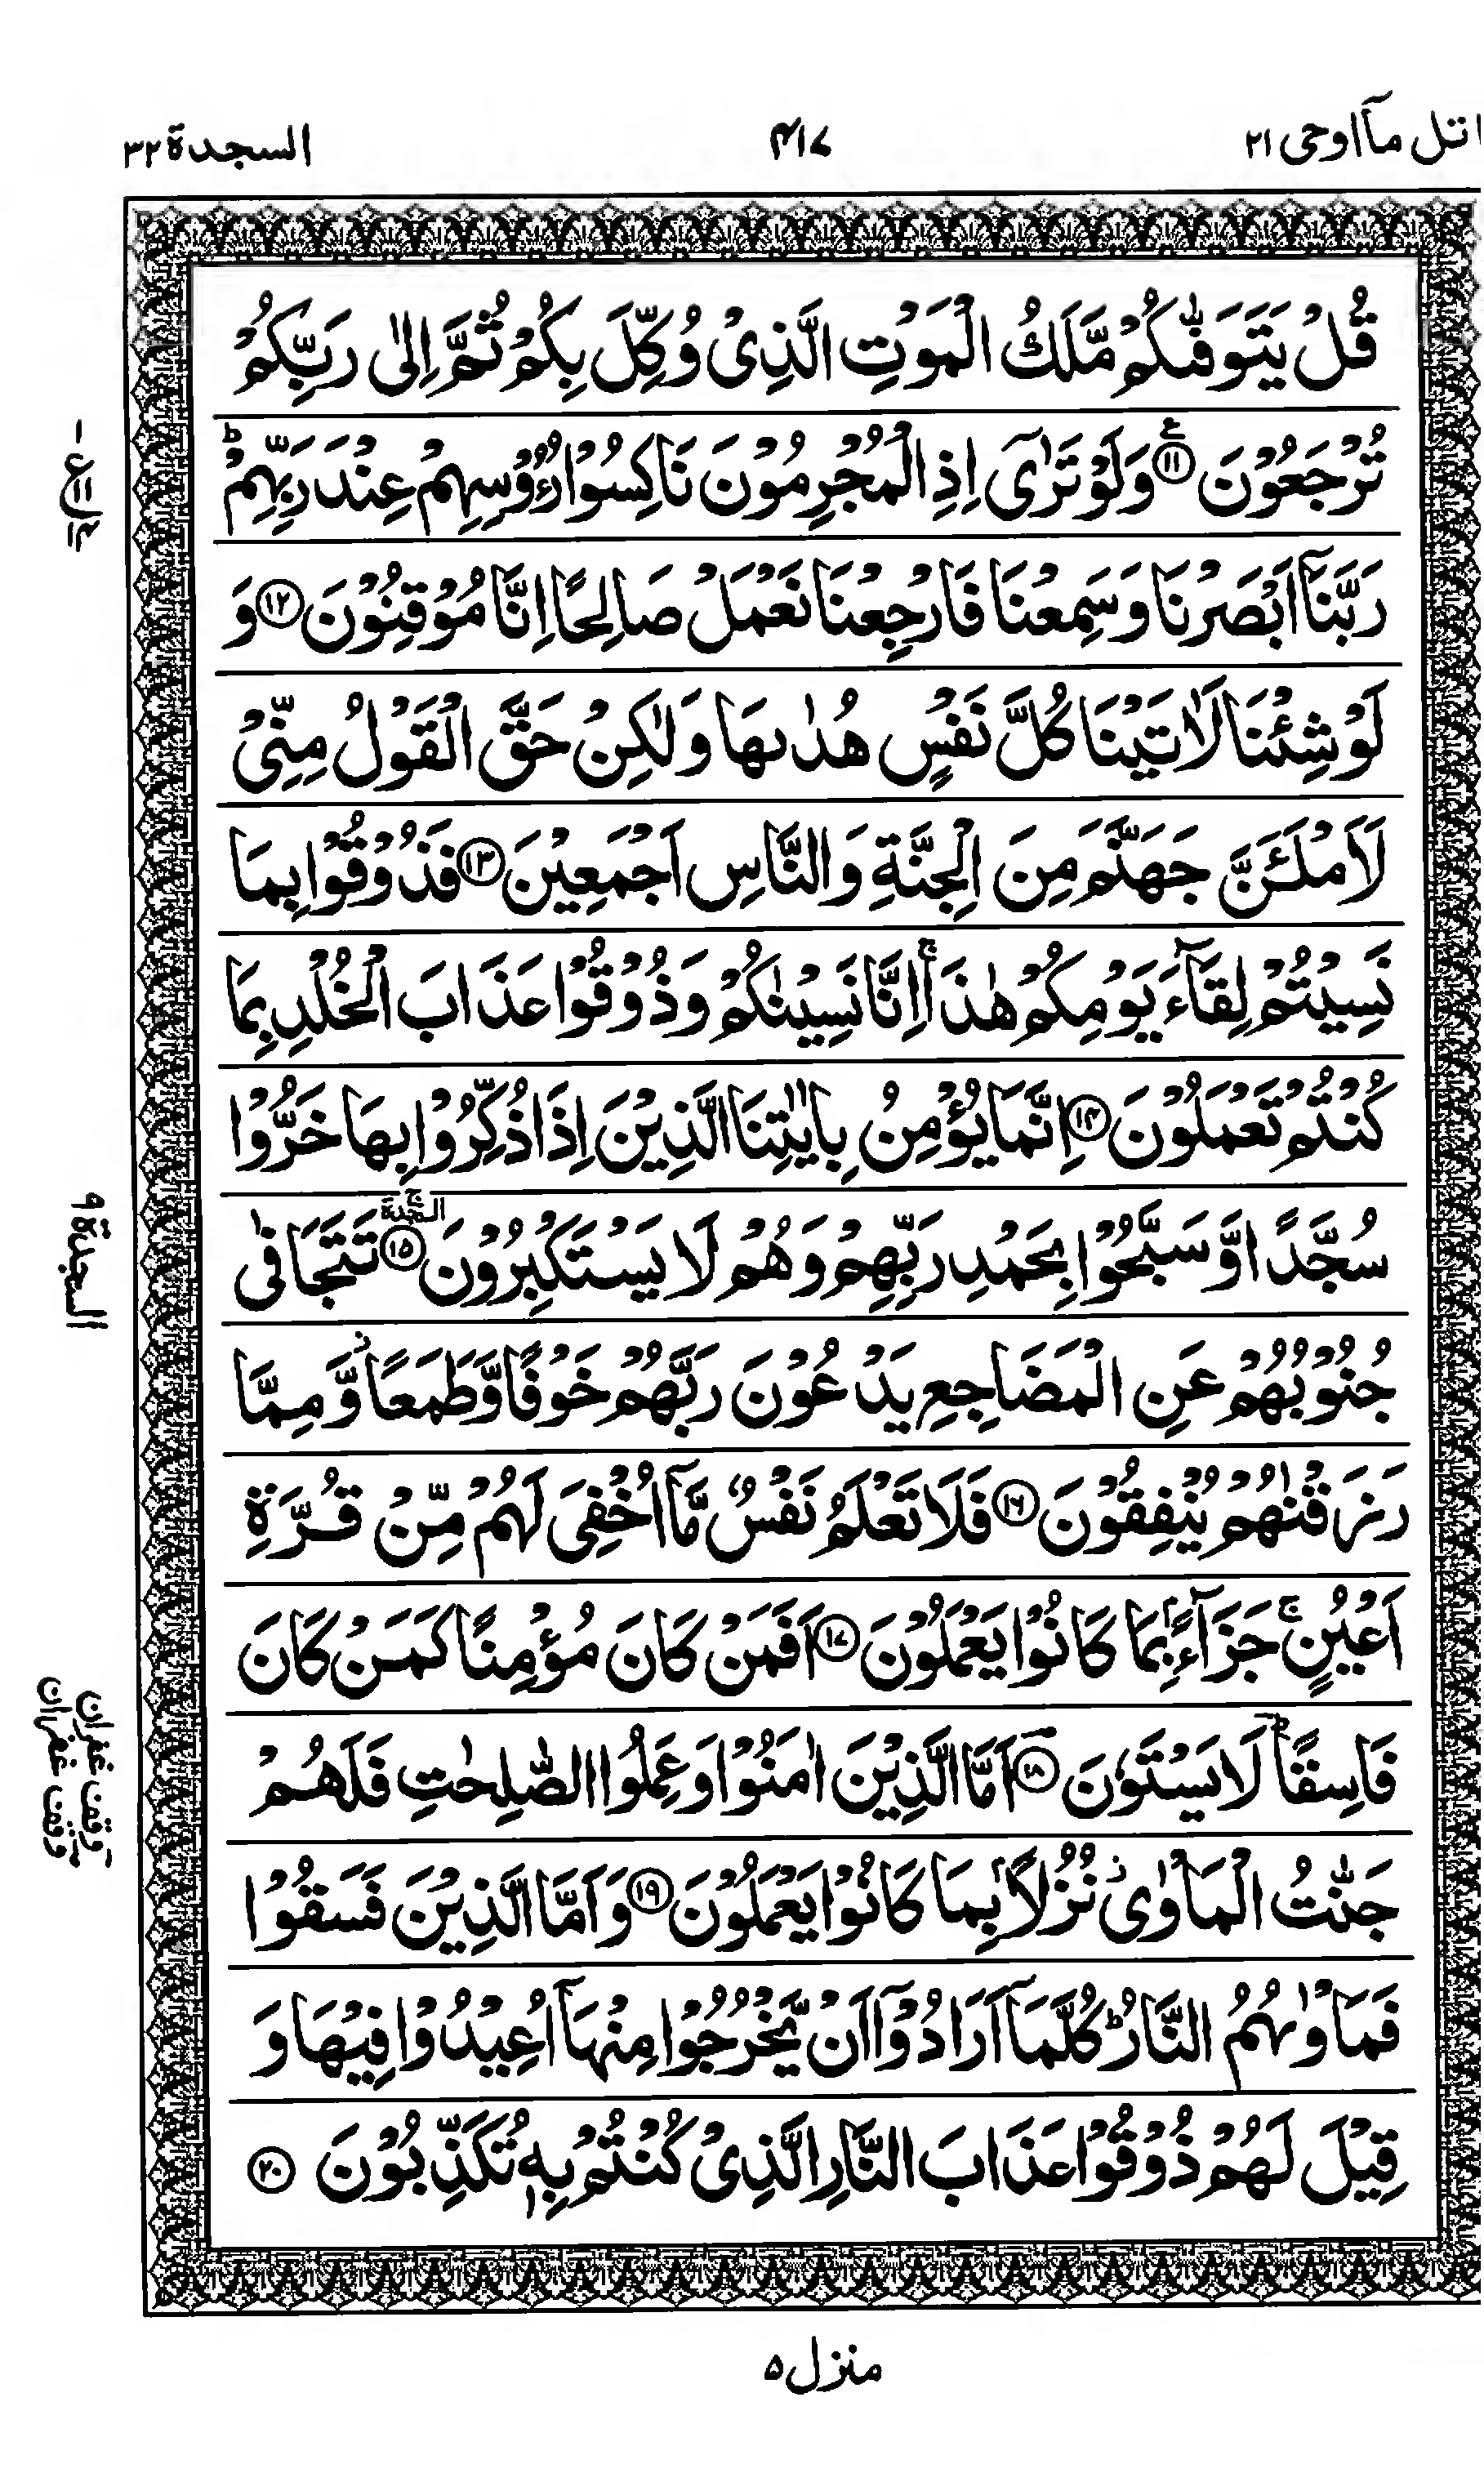 اتل مآاوحی ۲۱
۴۱۷
السجدة ۳۲
قُلْ يَتَوَفّٰىكُمْ مَّلَكُ الْمَوْتِ الَّذِىْ وُكِّلَ بِكُمْ ثُمَّ اِلٰى رَبِّكُمْ
تُرْجَعُوْنَ ۝۱۱ۧ وَلَوْ تَرٰٓى اِذِ الْمُجْرِمُوْنَ نَاكِسُوْا رُءُوْسِهِمْ عِنْدَ رَبِّهِمْ ؕ
رَبَّنَاۤ اَبْصَرْنَا وَسَمِعْنَا فَارْجِعْنَا نَعْمَلْ صَالِحًا اِنَّا مُوْقِنُوْنَ ۝۱۲ وَ
لَوْ شِئْنَا لَاٰتَيْنَا كُلَّ نَفْسٍ هُدٰىهَا وَلٰكِنْ حَقَّ الْقَوْلُ مِنِّىْ
لَاَمْلَـَٔنَّ جَهَنَّمَ مِنَ الْجِنَّةِ وَالنَّاسِ اَجْمَعِيْنَ ۝۱۳ فَذُوْقُوْا بِمَا
نَسِيْتُمْ لِقَآءَ يَوْمِكُمْ هٰذَا ۚ اِنَّا نَسِيْنٰكُمْ وَذُوْقُوْا عَذَابَ الْخُلْدِ بِمَا
كُنْتُمْ تَعْمَلُوْنَ ۝۱۴ اِنَّمَا يُؤْمِنُ بِاٰيٰتِنَا الَّذِيْنَ اِذَا ذُكِّرُوْا بِهَا خَرُّوْا
سُجَّدًا وَّسَبَّحُوْا بِحَمْدِ رَبِّهِمْ وَهُمْ لَا يَسْتَكْبِرُوْنَ ۝۱۵ السجدة تَتَجَافٰى
جُنُوْبُهُمْ عَنِ الْمَضَاجِعِ يَدْعُوْنَ رَبَّهُمْ خَوْفًا وَّطَمَعًا ؗ وَّمِمَّا
رَزَقْنٰهُمْ يُنْفِقُوْنَ ۝۱۶ فَلَا تَعْلَمُ نَفْسٌ مَّاۤ اُخْفِىَ لَهُمْ مِّنْ قُرَّةِ
اَعْيُنٍ ۚ جَزَآءًۢ بِمَا كَانُوْا يَعْمَلُوْنَ ۝۱۷ اَفَمَنْ كَانَ مُؤْمِنًا كَمَنْ كَانَ
فَاسِقًا ؕ لَا يَسْتَوٗنَ ۝۱۸ اَمَّا الَّذِيْنَ اٰمَنُوْا وَعَمِلُوا الصّٰلِحٰتِ فَلَهُمْ
جَنّٰتُ الْمَاْوٰى ؗ نُزُلًاۢ بِمَا كَانُوْا يَعْمَلُوْنَ ۝۱۹ وَاَمَّا الَّذِيْنَ فَسَقُوْا
فَمَاْوٰىهُمُ النَّارُ ؕ كُلَّمَاۤ اَرَادُوْۤا اَنْ يَّخْرُجُوْا مِنْهَاۤ اُعِيْدُوْا فِيْهَا وَ
قِيْلَ لَهُمْ ذُوْقُوْا عَذَابَ النَّارِ الَّذِىْ كُنْتُمْ بِهٖ تُكَذِّبُوْنَ ۝۲۰
السجدة ۹
وقف غفران
وقف غفران
منزل ۵